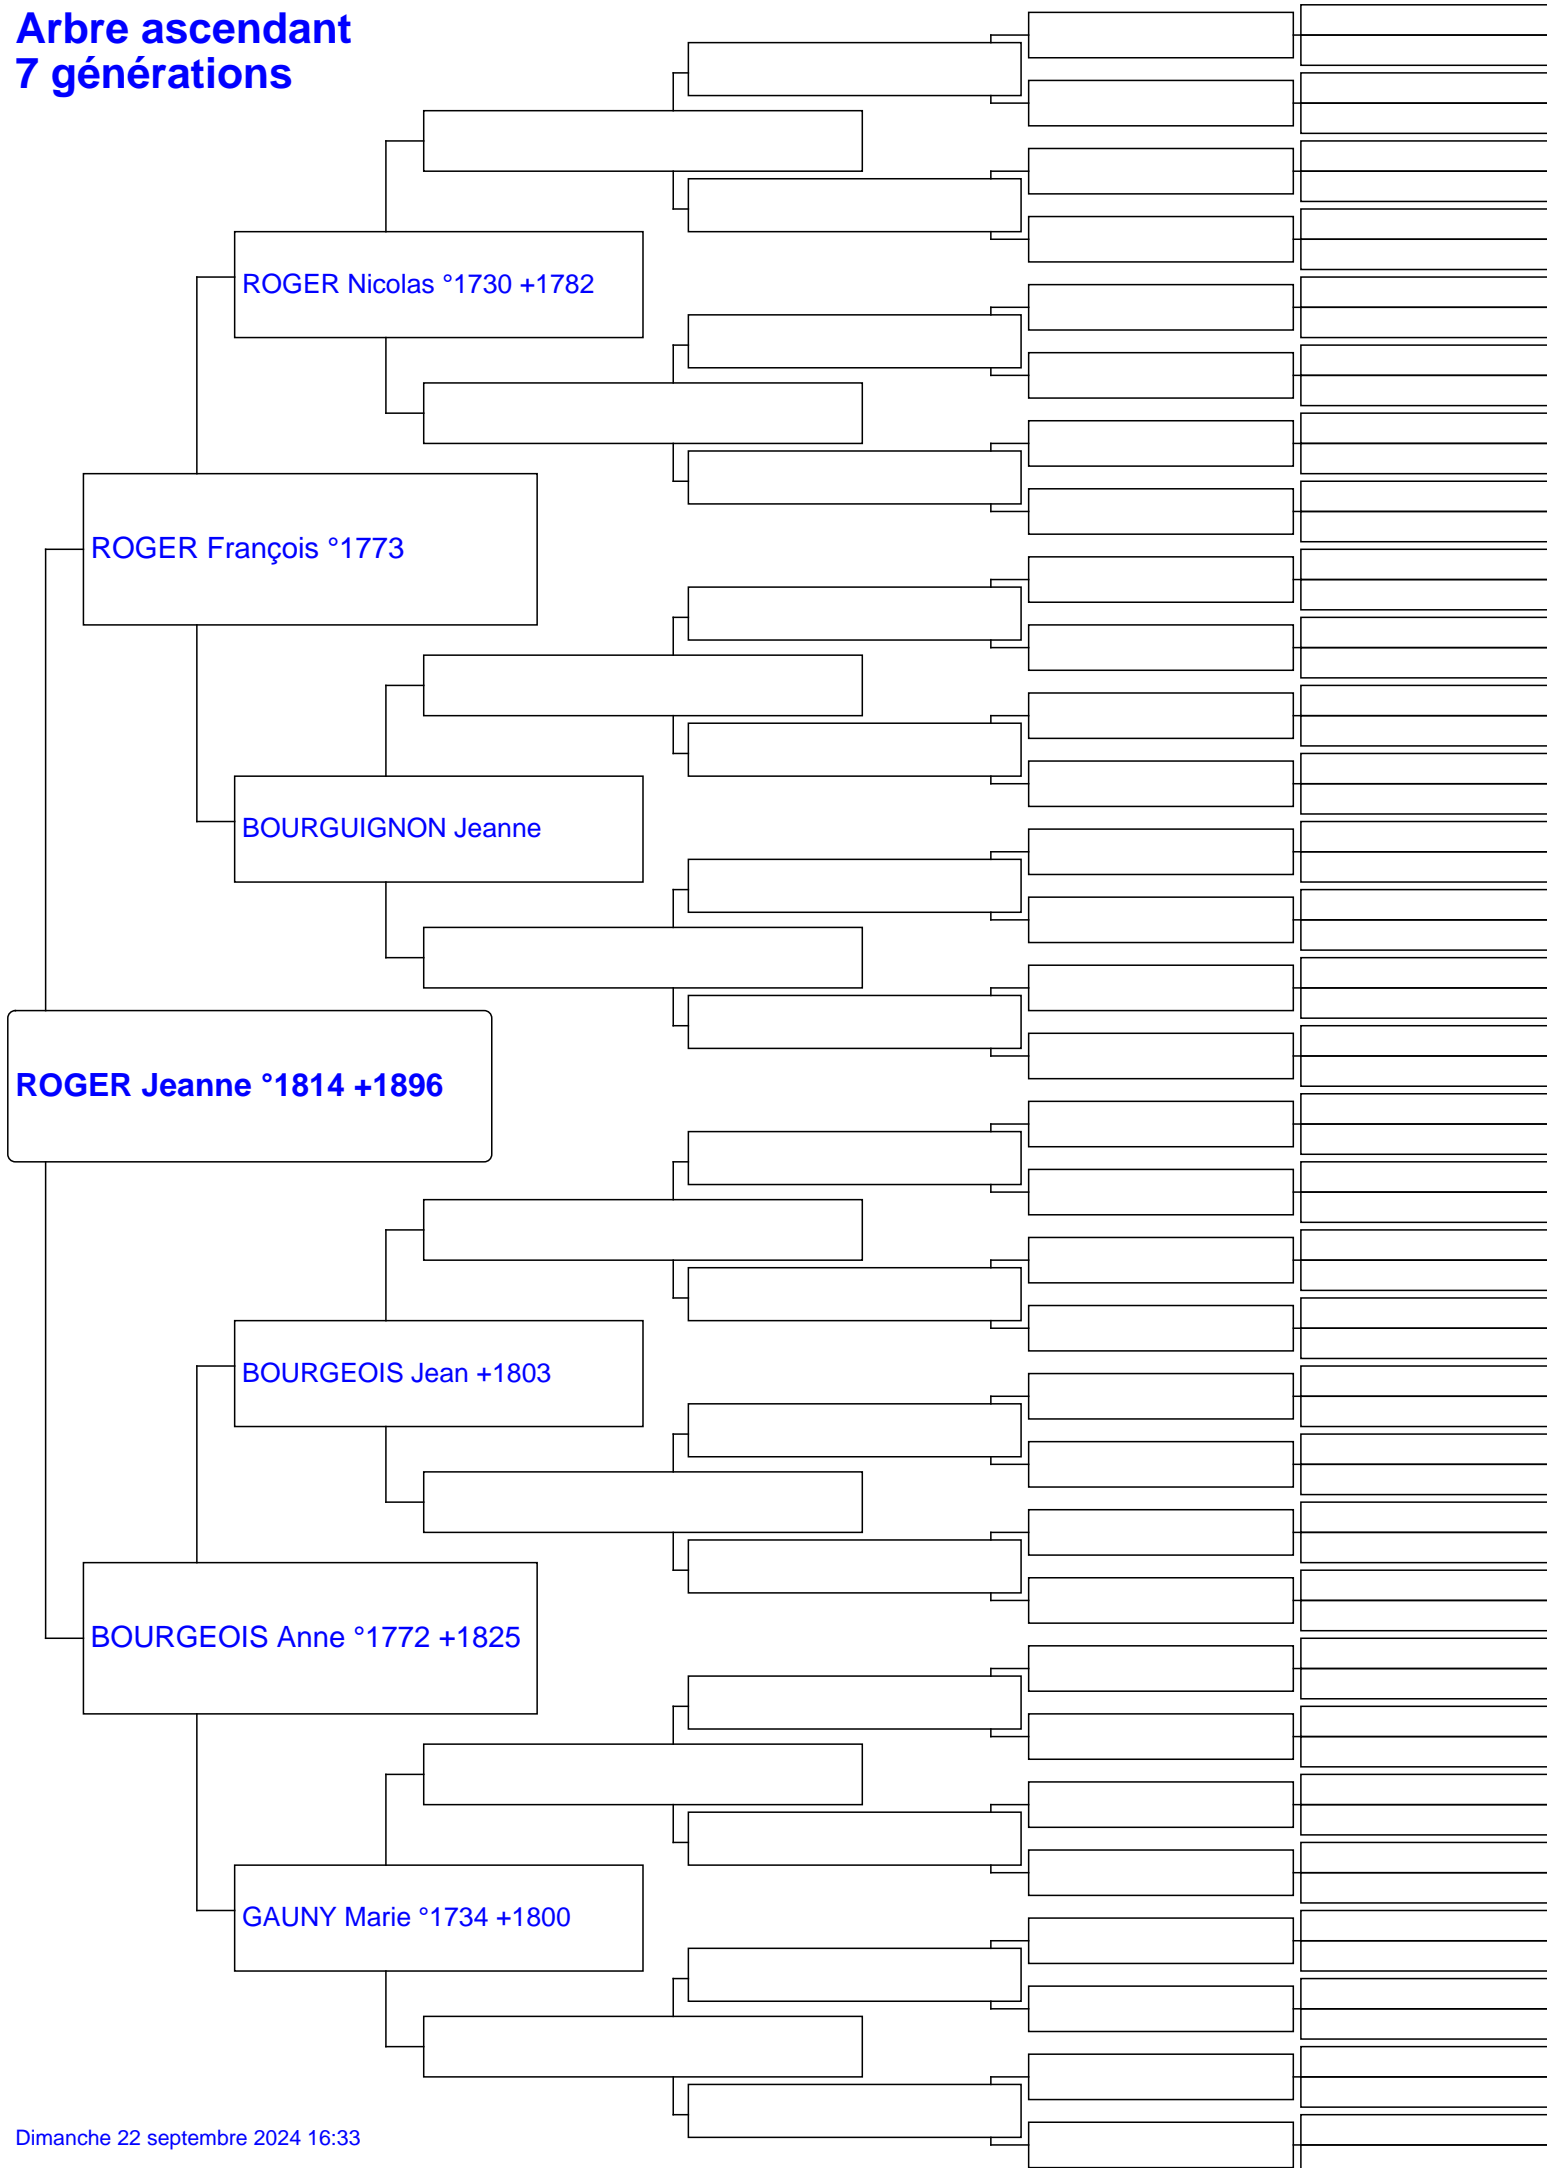 Arbre ascendant
7 générations
ROGER Nicolas °1730 +1782
ROGER François °1773
BOURGUIGNON Jeanne
ROGER Jeanne °1814 +1896
BOURGEOIS Jean +1803
BOURGEOIS Anne °1772 +1825
GAUNY Marie °1734 +1800
Dimanche 22 septembre 2024 16:33